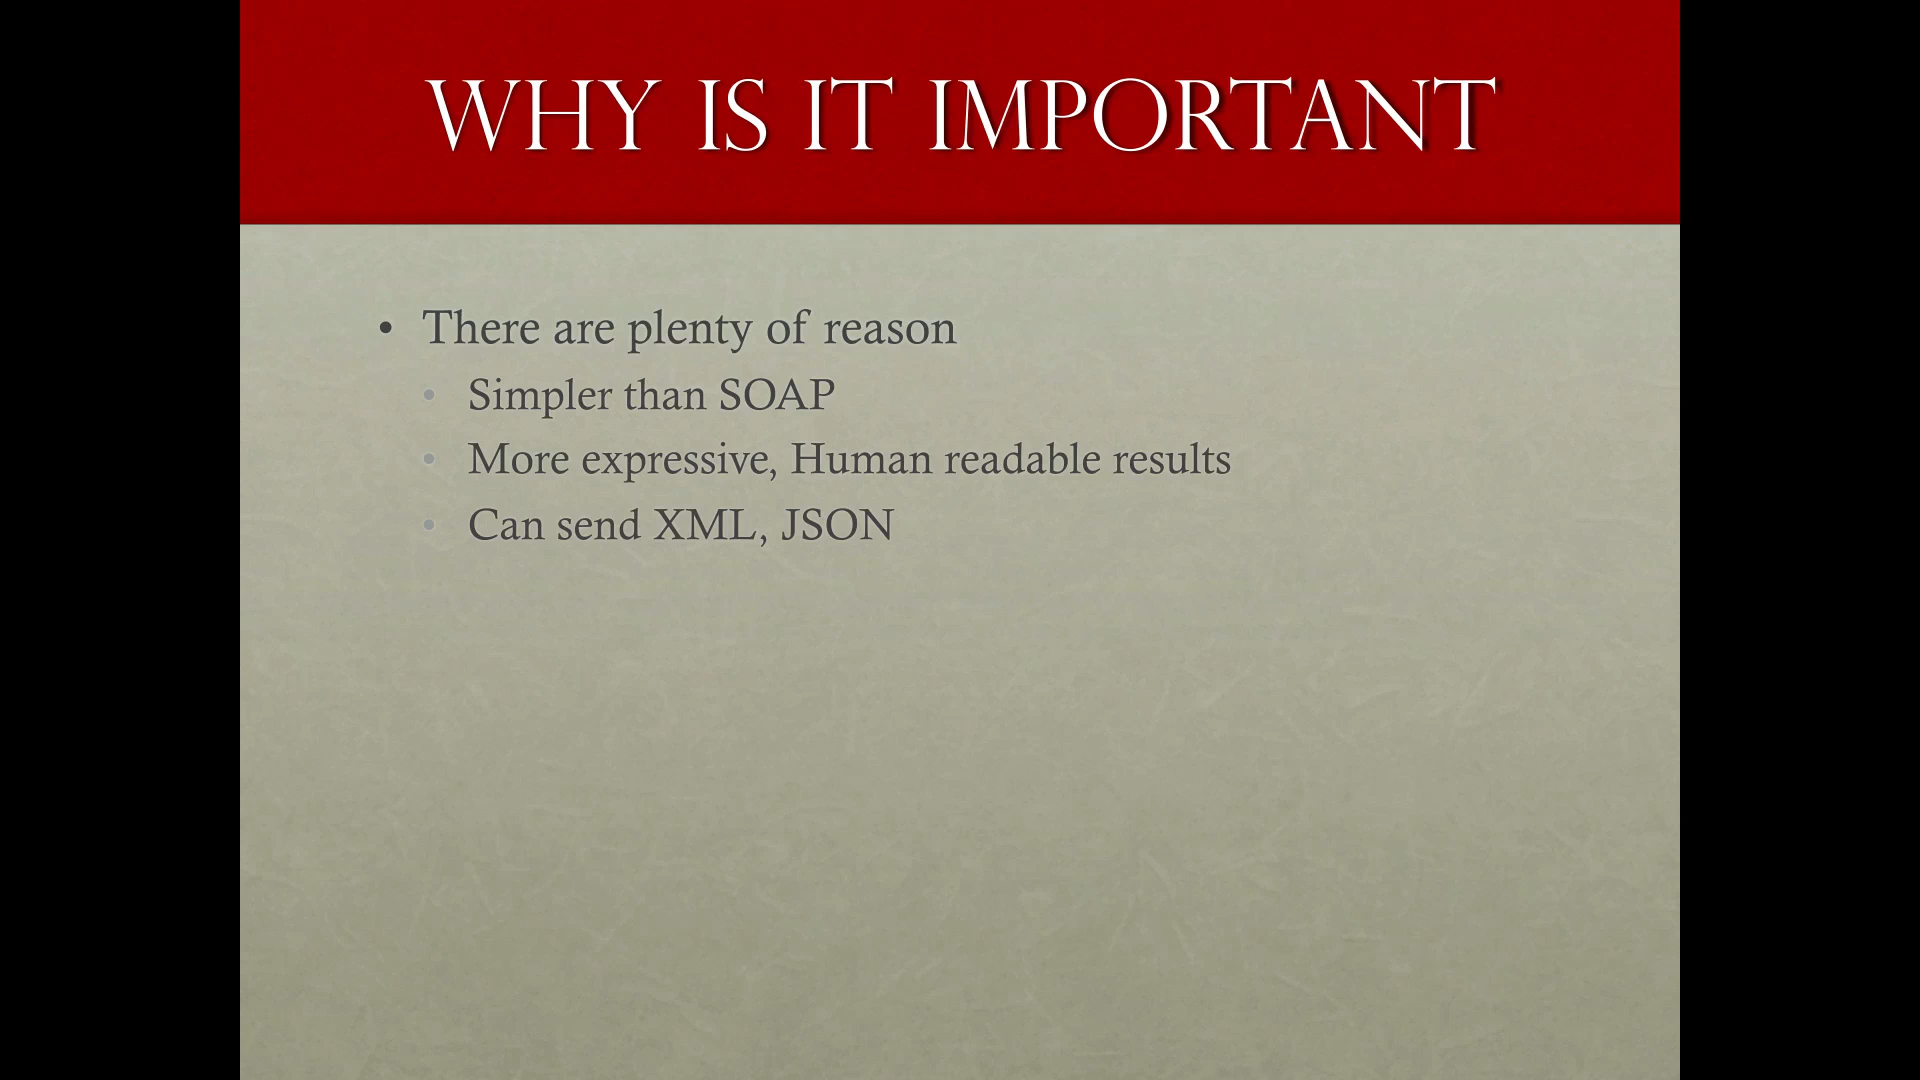 WHY IS IT IMPORTANT
• There are plenty of reason
• Simpler than SOAP
• More expressive, Human readable results
• Can send XML, JSON